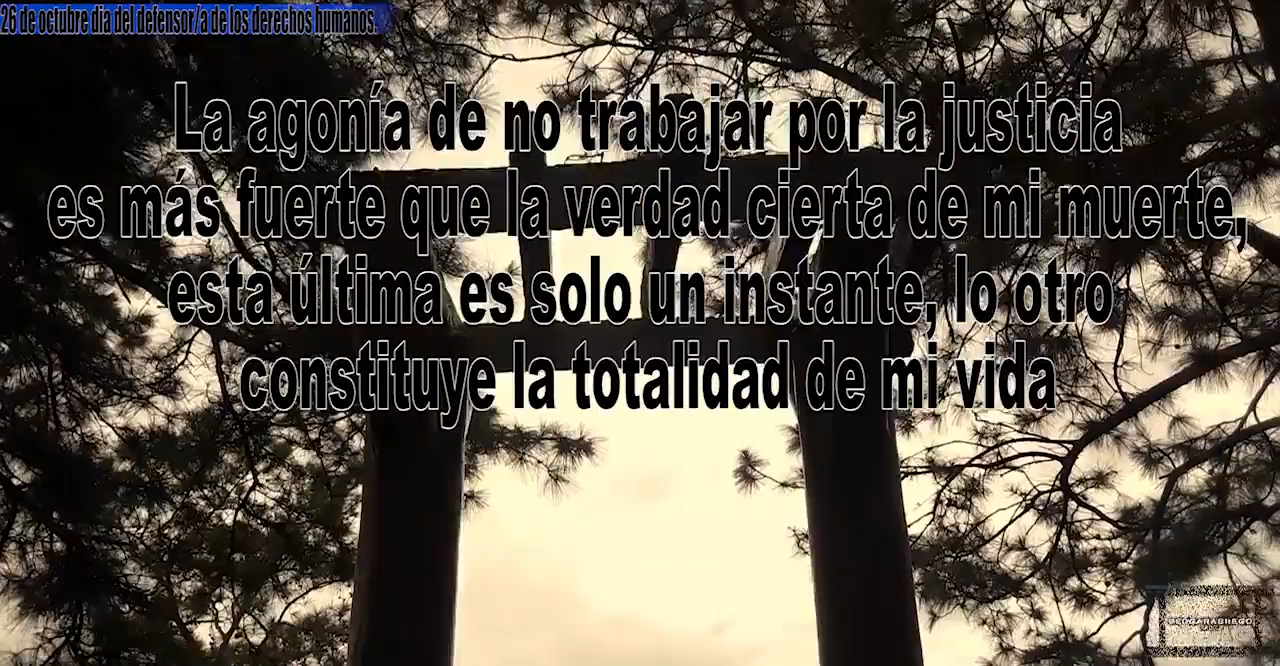 26 de octubre dia del defensor/a de los derechos humanos.
La agonía de no trabajar por la justicia
es más fuerte que la verdad cierta de mi muerte,
esta última es solo un instante, lo otro
constituye la totalidad de mi vida